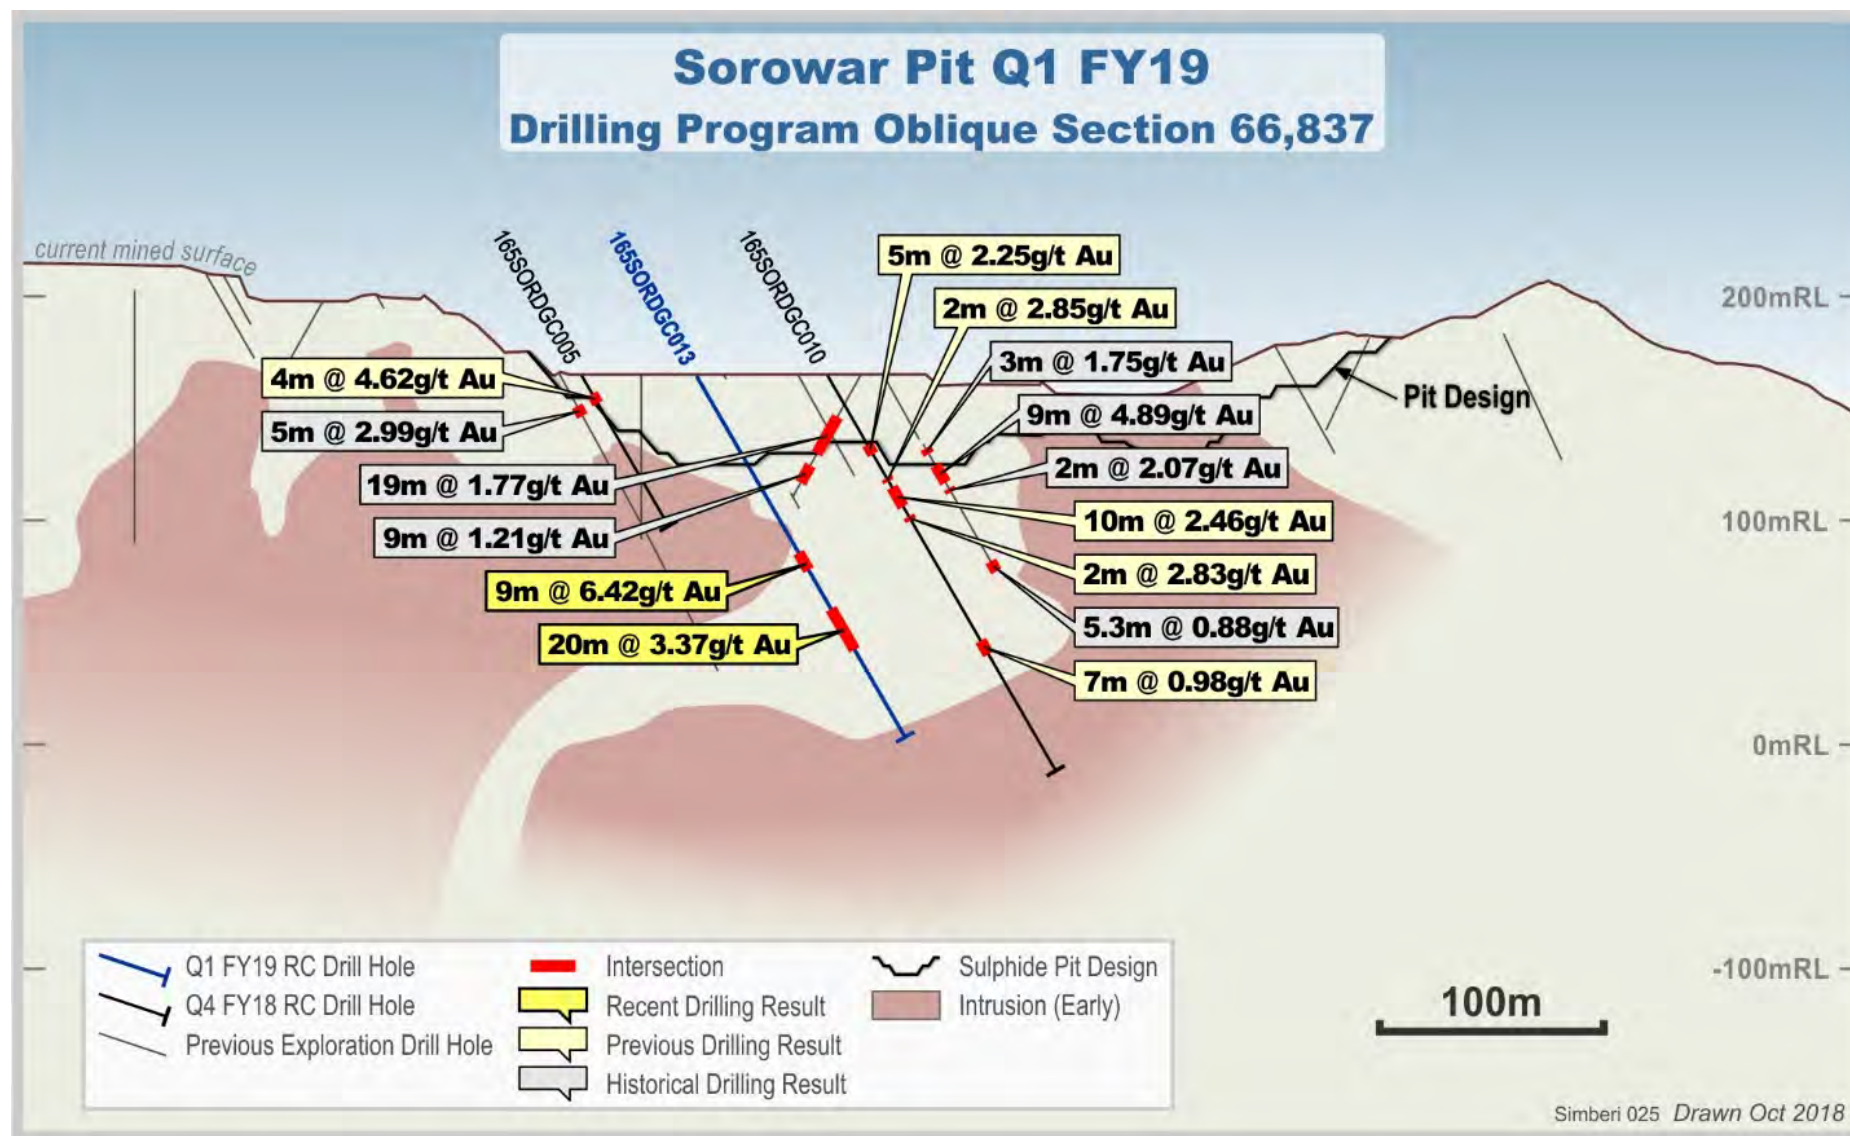 Sorowar Pit Q1 FY19
Drilling Program Oblique Section 66,837
current mined surface
165SORDGC005
165SORDGC013
165SORDGC010
5m @ 2.25g/t Au
2m @ 2.85g/t Au
200mRL
3m @ 1.75g/t Au
4m @ 4.62g/t Au
Pit Design
9m @ 4.89g/t Au
5m @ 2.99g/t Au
2m @ 2.07g/t Au
19m @ 1.77g/t Au
10m @ 2.46g/t Au
100mRL
9m @ 1.21g/t Au
2m @ 2.83g/t Au
9m @ 6.42g/t Au
5.3m @ 0.88g/t Au
20m @ 3.37g/t Au
7m @ 0.98g/t Au
0mRL
-100mRL
Q1 FY19 RC Drill Hole
Q4 FY18 RC Drill Hole
Previous Exploration Drill Hole
Intersection
Recent Drilling Result
Previous Drilling Result
Historical Drilling Result
Sulphide Pit Design
Intrusion (Early)
100m
Simberi 025 Drawn Oct 2018